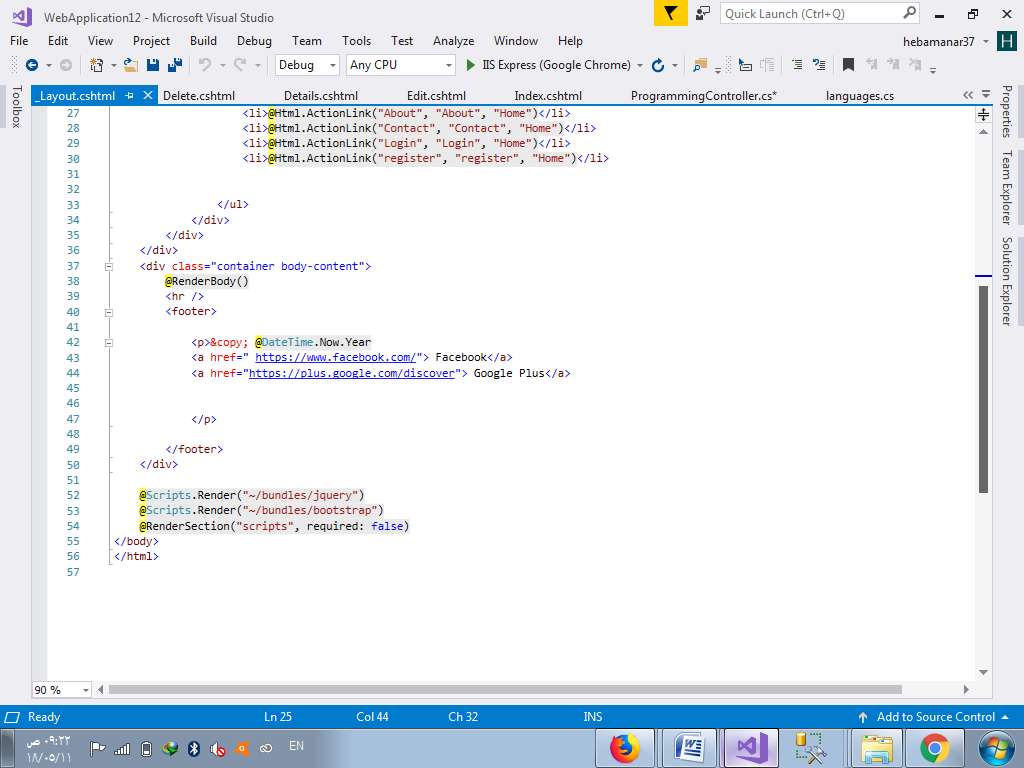 WebApplication12 - Microsoft Visual Studio
Quick Launch (Ctrl+Q)
File Edit View Project Build Debug Team Tools Test Analyze Window Help
hebamanar37
H
Debug Any CPU IIS Express (Google Chrome)
Toolbox
_Layout.cshtml Delete.cshtml Details.cshtml Edit.cshtml Index.cshtml ProgrammingController.cs* languages.cs
27 <li>@Html.ActionLink("About", "About", "Home")</li>
28 <li>@Html.ActionLink("Contact", "Contact", "Home")</li>
29 <li>@Html.ActionLink("Login", "Login", "Home")</li>
30 <li>@Html.ActionLink("register", "register", "Home")</li>
31
32
33 </ul>
34 </div>
35 </div>
36 </div>
37 <div class="container body-content">
38 @RenderBody()
39 <hr />
40 <footer>
41
42 <p>&copy; @DateTime.Now.Year
43 <a href=" https://www.facebook.com/"> Facebook</a>
44 <a href="https://plus.google.com/discover"> Google Plus</a>
45
46
47 </p>
48
49 </footer>
50 </div>
51
52 @Scripts.Render("~/bundles/jquery")
53 @Scripts.Render("~/bundles/bootstrap")
54 @RenderSection("scripts", required: false)
55 </body>
56 </html>
57
Properties
Team Explorer
Solution Explorer
90 %
Ready Ln 25 Col 44 Ch 32 INS Add to Source Control
٠٩:٢٢ ص
١٨/٠٥/١١
EN